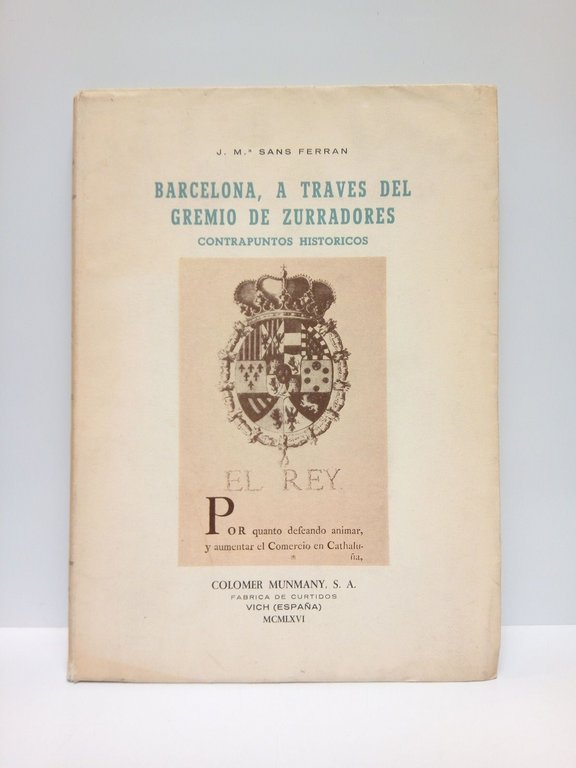 J. M.ª SANS FERRAN
BARCELONA, A TRAVES DEL
GREMIO DE ZURRADORES
CONTRAPUNTOS HISTORICOS
EL REY.
POR quanto deſeando animar,
y aumentar el Comercio en Cathalu-
ña,
COLOMER MUNMANY, S. A.
FABRICA DE CURTIDOS
VICH (ESPAÑA)
MCMLXVI